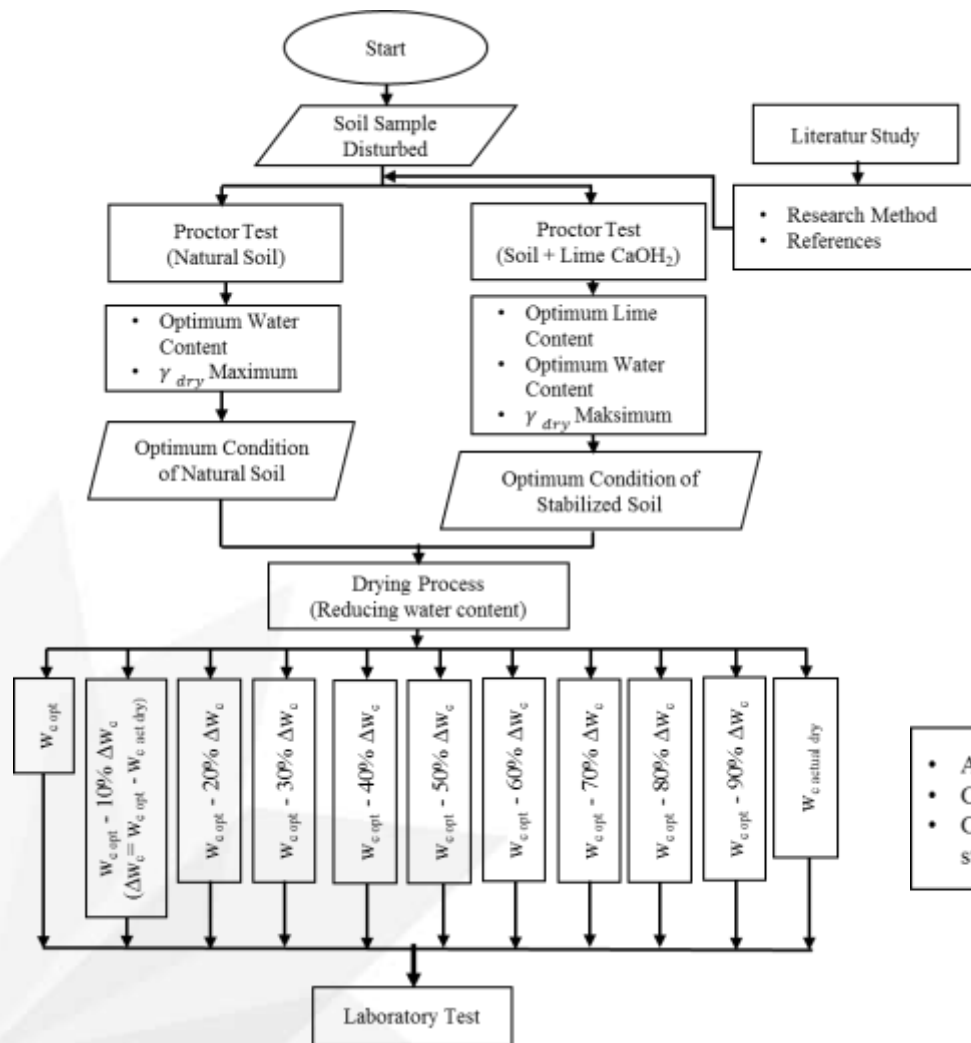 Start
Soil Sample
Disturbed
Literatur Study
• Research Method
• References
Proctor Test
(Natural Soil)
Proctor Test
(Soil + Lime CaOH₂)
• Optimum Water
Content
• γ dry Maximum
• Optimum Lime
Content
• Optimum Water
Content
• γ dry Maksimum
Optimum Condition
of Natural Soil
Optimum Condition of
Stabilized Soil
Drying Process
(Reducing water content)
Wc opt
Wc opt - 10% ΔWc
(ΔWc = Wc opt - Wc act dry)
Wc opt - 20% ΔWc
Wc opt - 30% ΔWc
Wc opt - 40% ΔWc
Wc opt - 50% ΔWc
Wc opt - 60% ΔWc
Wc opt - 70% ΔWc
Wc opt - 80% ΔWc
Wc opt - 90% ΔWc
Wc actual dry
Laboratory Test